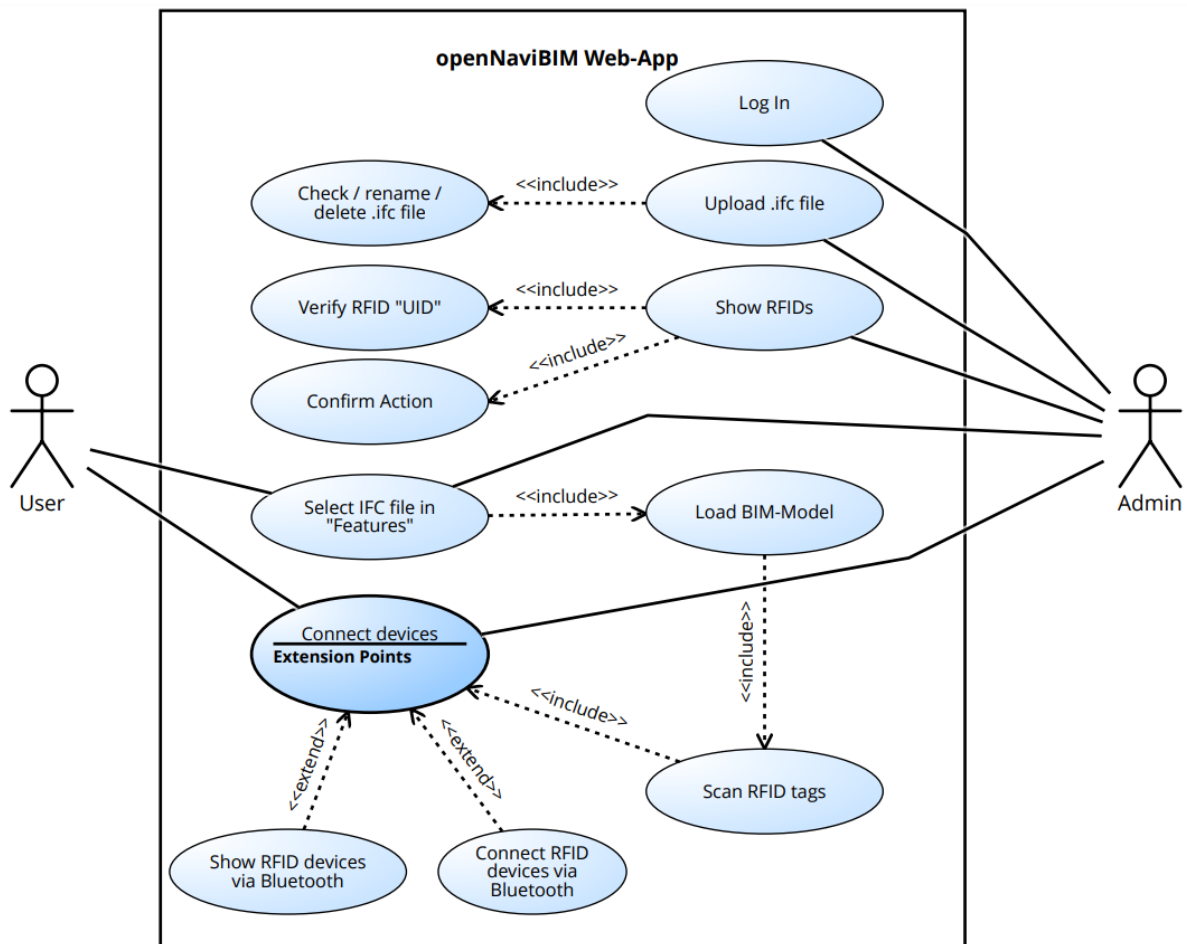 openNaviBIM Web-App
Log In
Check / rename /
delete .ifc file
<<include>>
Upload .ifc file
Verify RFID "UID"
<<include>>
Show RFIDs
<<include>>
Confirm Action
User
Admin
Select IFC file in
"Features"
<<include>>
Load BIM-Model
Connect devices
Extension Points
<<include>>
<<include>>
<<extend>>
<<extend>>
Scan RFID tags
Show RFID devices
via Bluetooth
Connect RFID
devices via
Bluetooth